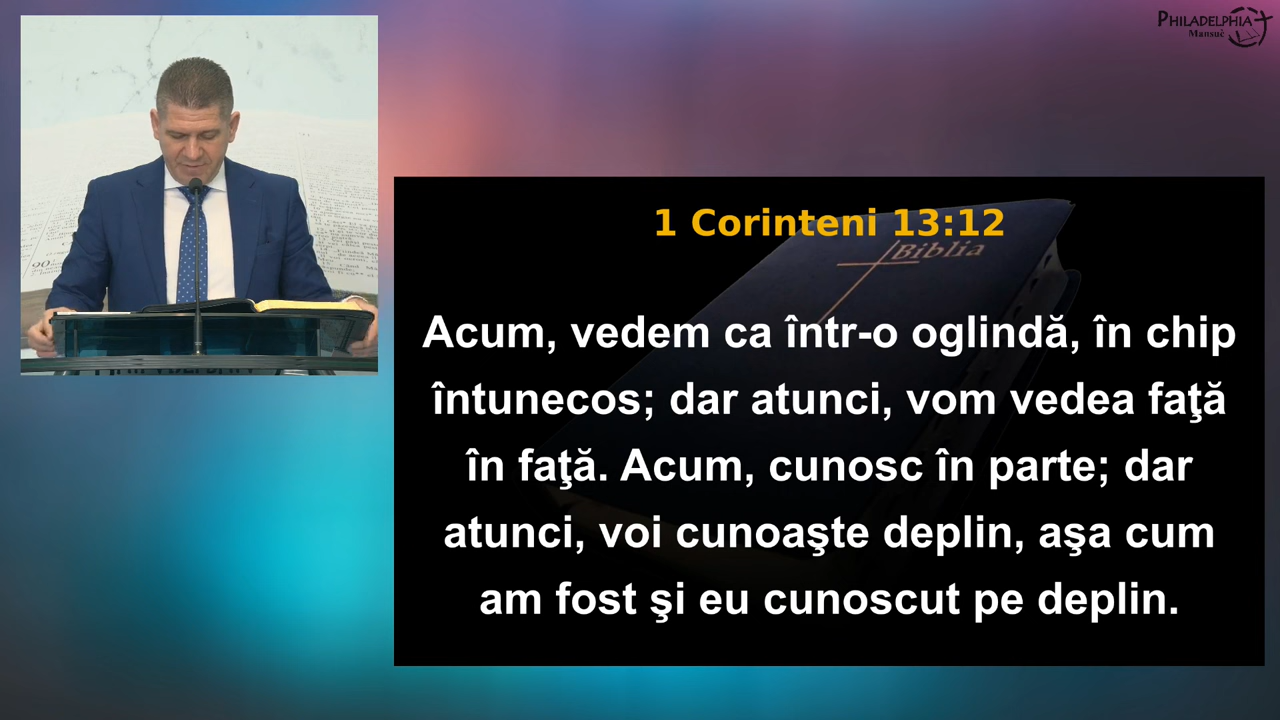 PHILADELPHIA
Mansuè
1 Corinteni 13:12
Biblia
Acum, vedem ca într-o oglindă, în chip
întunecos; dar atunci, vom vedea faţă
în faţă. Acum, cunosc în parte; dar
atunci, voi cunoaşte deplin, aşa cum
am fost şi eu cunoscut pe deplin.